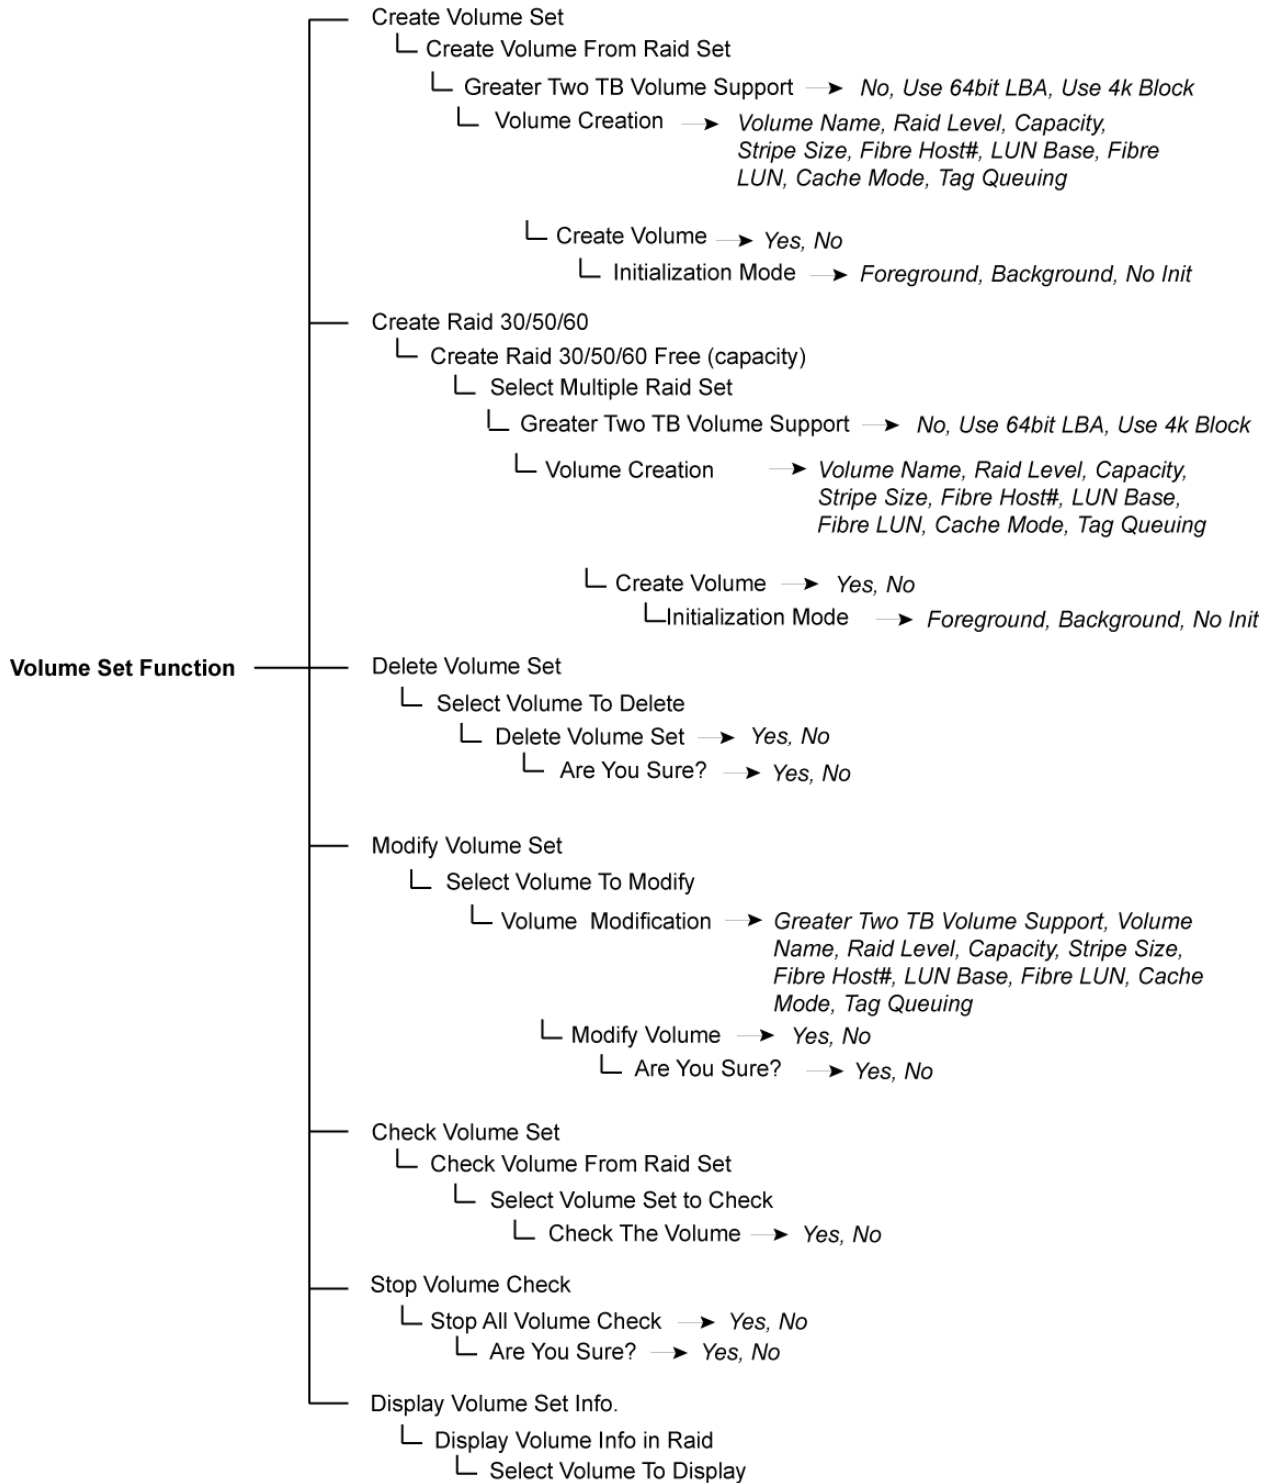 Create Volume Set
Create Volume From Raid Set
Greater Two TB Volume Support No, Use 64bit LBA, Use 4k Block
Volume Creation Volume Name, Raid Level, Capacity,
Stripe Size, Fibre Host#, LUN Base, Fibre
LUN, Cache Mode, Tag Queuing
Create Volume Yes, No
Initialization Mode Foreground, Background, No Init
Create Raid 30/50/60
Create Raid 30/50/60 Free (capacity)
Select Multiple Raid Set
Greater Two TB Volume Support No, Use 64bit LBA, Use 4k Block
Volume Creation Volume Name, Raid Level, Capacity,
Stripe Size, Fibre Host#, LUN Base,
Fibre LUN, Cache Mode, Tag Queuing
Create Volume Yes, No
Initialization Mode Foreground, Background, No Init
Volume Set Function
Delete Volume Set
Select Volume To Delete
Delete Volume Set Yes, No
Are You Sure? Yes, No
Modify Volume Set
Select Volume To Modify
Volume Modification Greater Two TB Volume Support, Volume
Name, Raid Level, Capacity, Stripe Size,
Fibre Host#, LUN Base, Fibre LUN, Cache
Mode, Tag Queuing
Modify Volume Yes, No
Are You Sure? Yes, No
Check Volume Set
Check Volume From Raid Set
Select Volume Set to Check
Check The Volume Yes, No
Stop Volume Check
Stop All Volume Check Yes, No
Are You Sure? Yes, No
Display Volume Set Info.
Display Volume Info in Raid
Select Volume To Display